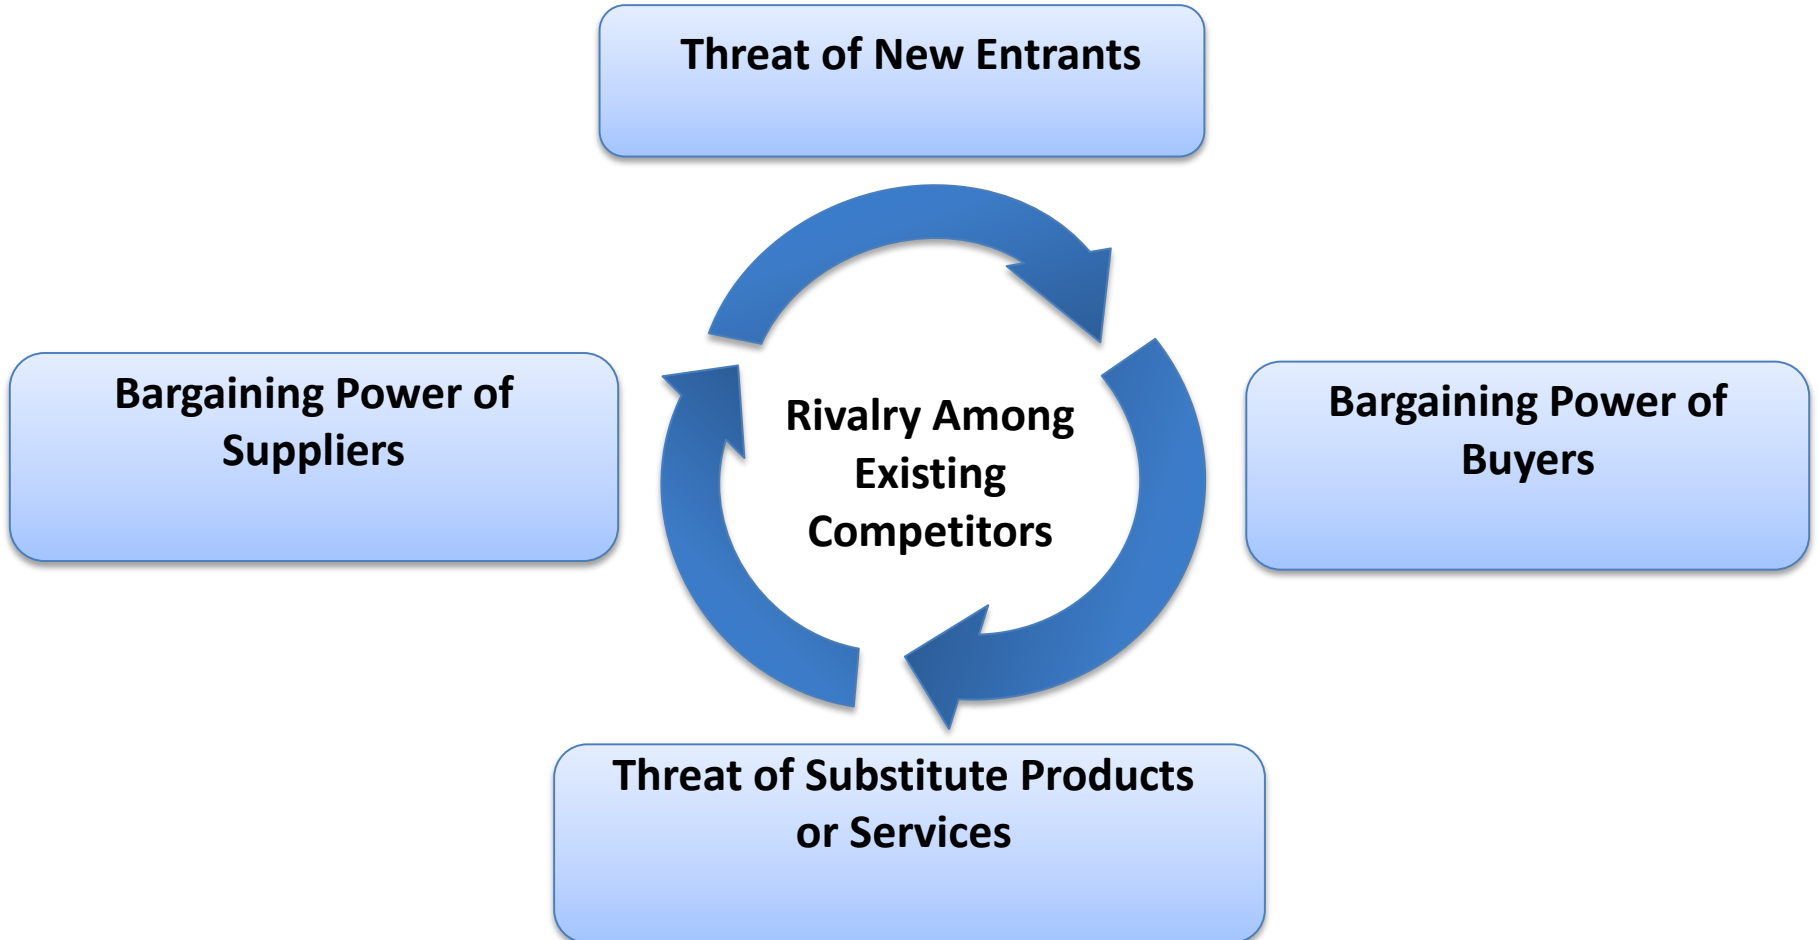 Threat of New Entrants
Bargaining Power of
Suppliers
Rivalry Among
Existing
Competitors
Bargaining Power of
Buyers
Threat of Substitute Products
or Services